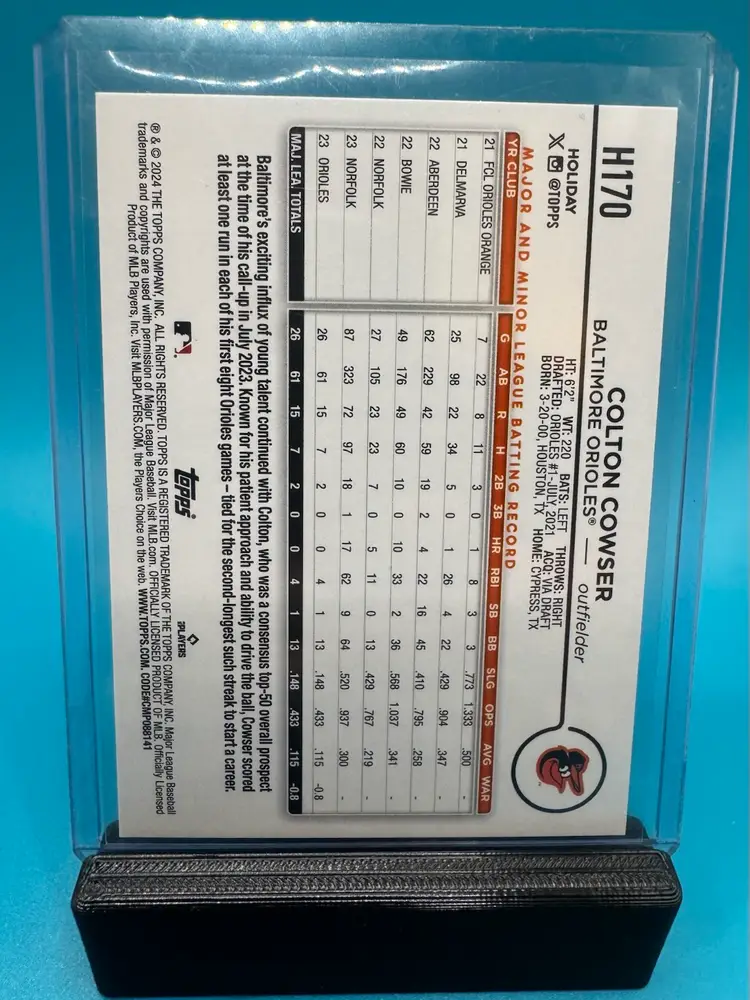 H170
HOLIDAY
@TOPPS
COLTON COWSER
BALTIMORE ORIOLES® — outfielder
HT: 6'2" WT: 220 BATS: LEFT THROWS: RIGHT
DRAFTED: ORIOLES #1-JULY, 2021 ACQ: VIA DRAFT
BORN: 3-20-00, HOUSTON, TX HOME: CYPRESS, TX
MAJOR AND MINOR LEAGUE BATTING RECORD
YR CLUB G AB R H 2B 3B HR RBI SB BB SLG OPS AVG WAR
21 FCL ORIOLES ORANGE 7 22 8 11 3 0 1 8 3 3 .773 1.333 .500 -
21 DELMARVA 25 98 22 34 5 0 1 26 4 22 .429 .904 .347 -
22 ABERDEEN 62 229 42 59 19 2 4 22 16 45 .410 .795 .258 -
22 BOWIE 49 176 49 60 10 0 10 33 2 36 .568 1.037 .341 -
22 NORFOLK 27 105 23 23 7 0 5 11 0 13 .429 .767 .219 -
23 NORFOLK 87 323 72 97 18 1 17 62 9 64 .520 .937 .300 -
23 ORIOLES 26 61 15 7 2 0 0 4 1 13 .148 .433 .115 -0.8
MAJ. LEA. TOTALS 26 61 15 7 2 0 0 4 1 13 .148 .433 .115 -0.8
Baltimore's exciting influx of young talent continued with Colton, who was a consensus top-50 overall prospect
at the time of his call-up in July 2023. Known for his patient approach and ability to drive the ball, Cowser scored
at least one run in each of his first eight Orioles games – tied for the second-longest such streak to start a career.
topps
PLAYERS
® & © 2024 THE TOPPS COMPANY, INC. ALL RIGHTS RESERVED. TOPPS IS A REGISTERED TRADEMARK OF THE TOPPS COMPANY, INC. Major League Baseball
trademarks and copyrights are used with permission of Major League Baseball. Visit MLB.com. OFFICIALLY LICENSED PRODUCT OF MLB. Officially Licensed
Product of MLB Players, Inc. Visit MLBPLAYERS.COM, the Players Choice on the web. WWW.TOPPS.COM. CODE#CMP088141